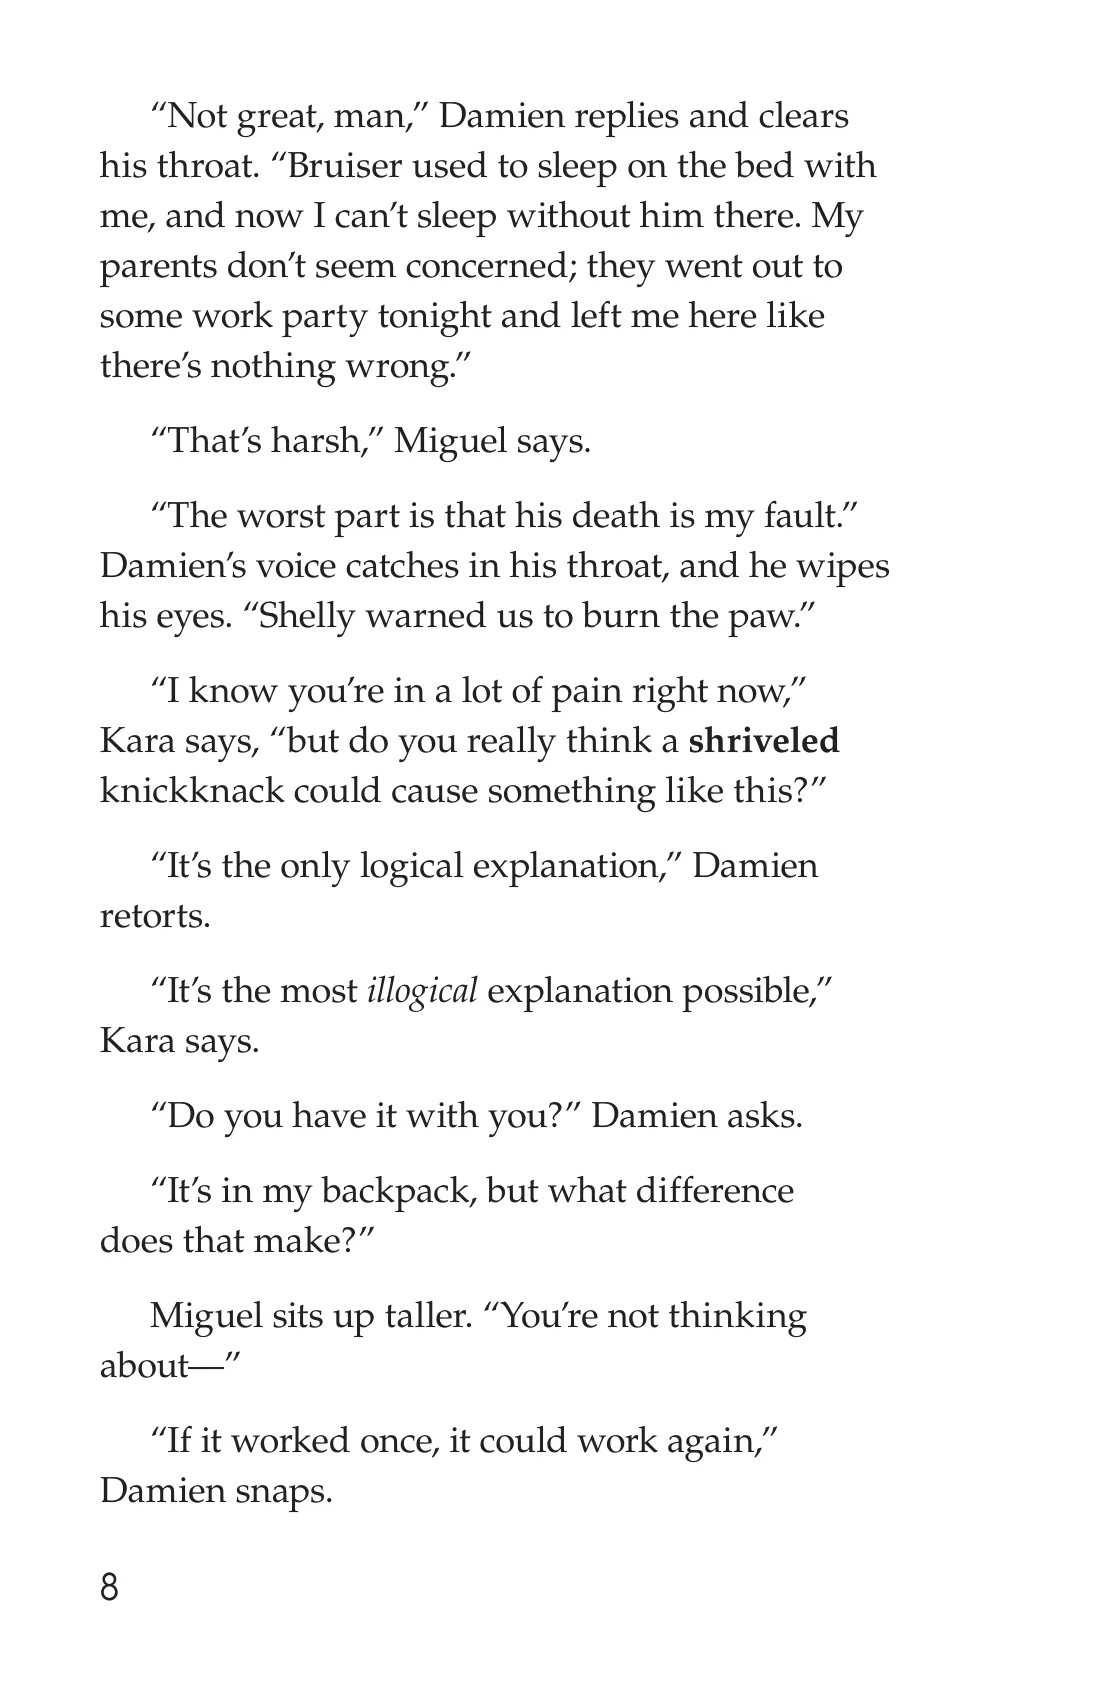 “Not great, man,” Damien replies and clears
his throat. “Bruiser used to sleep on the bed with
me, and now I can’t sleep without him there. My
parents don’t seem concerned; they went out to
some work party tonight and left me here like
there’s nothing wrong.”
“That’s harsh,” Miguel says.
“The worst part is that his death is my fault.”
Damien’s voice catches in his throat, and he wipes
his eyes. “Shelly warned us to burn the paw.”
“I know you’re in a lot of pain right now,”
Kara says, “but do you really think a shriveled
knickknack could cause something like this?”
“It’s the only logical explanation,” Damien
retorts.
“It’s the most illogical explanation possible,”
Kara says.
“Do you have it with you?” Damien asks.
“It’s in my backpack, but what difference
does that make?”
Miguel sits up taller. “You’re not thinking
about—”
“If it worked once, it could work again,”
Damien snaps.
8